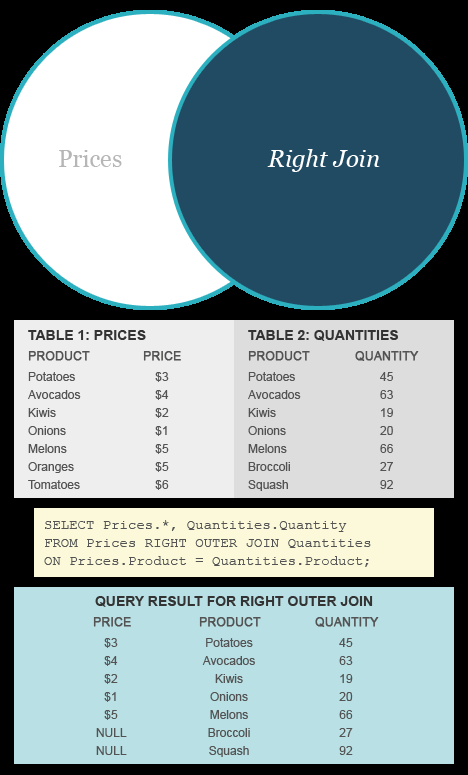 Prices
Right Join
TABLE 1: PRICES TABLE 2: QUANTITIES
PRODUCT PRICE PRODUCT QUANTITY
Potatoes $3 Potatoes 45
Avocados $4 Avocados 63
Kiwis $2 Kiwis 19
Onions $1 Onions 20
Melons $5 Melons 66
Oranges $5 Broccoli 27
Tomatoes $6 Squash 92
SELECT Prices.*, Quantities.Quantity
FROM Prices RIGHT OUTER JOIN Quantities
ON Prices.Product = Quantities.Product;
QUERY RESULT FOR RIGHT OUTER JOIN
PRICE PRODUCT QUANTITY
$3 Potatoes 45
$4 Avocados 63
$2 Kiwis 19
$1 Onions 20
$5 Melons 66
NULL Broccoli 27
NULL Squash 92